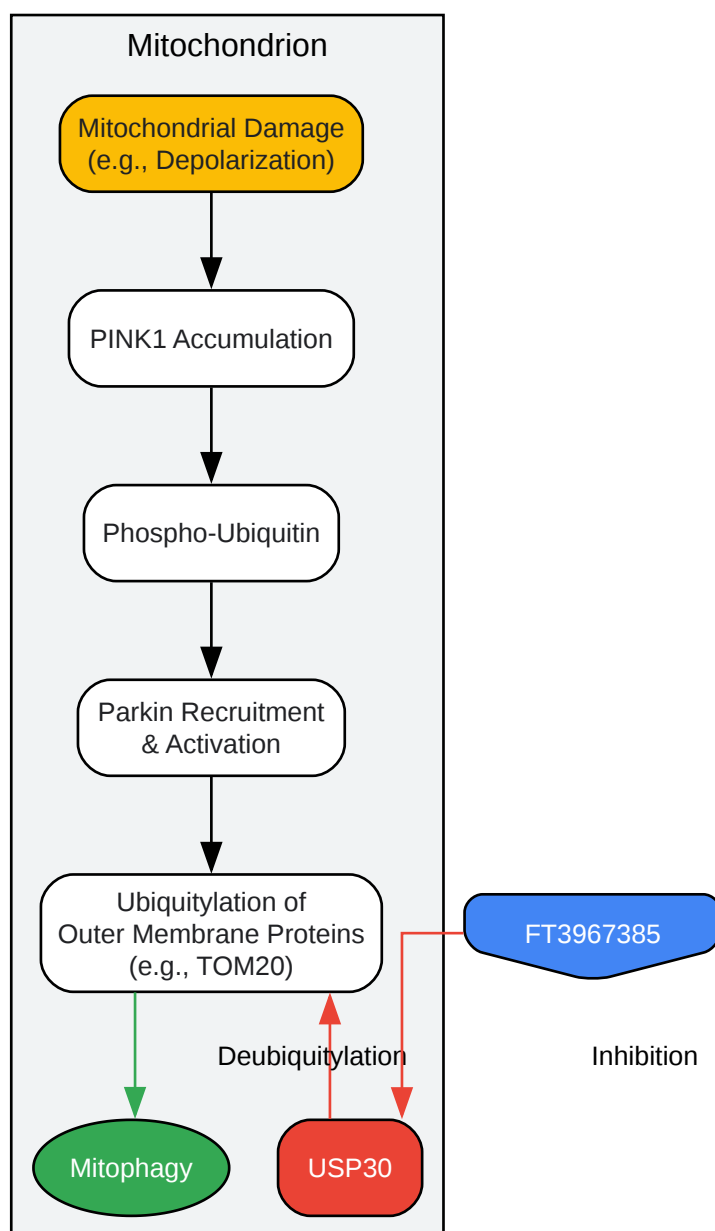 Mitochondrion
Mitochondrial Damage
(e.g., Depolarization)
PINK1 Accumulation
Phospho-Ubiquitin
Parkin Recruitment
& Activation
Ubiquitylation of
Outer Membrane Proteins
(e.g., TOM20)
FT3967385
Deubiquitylation
Inhibition
Mitophagy
USP30